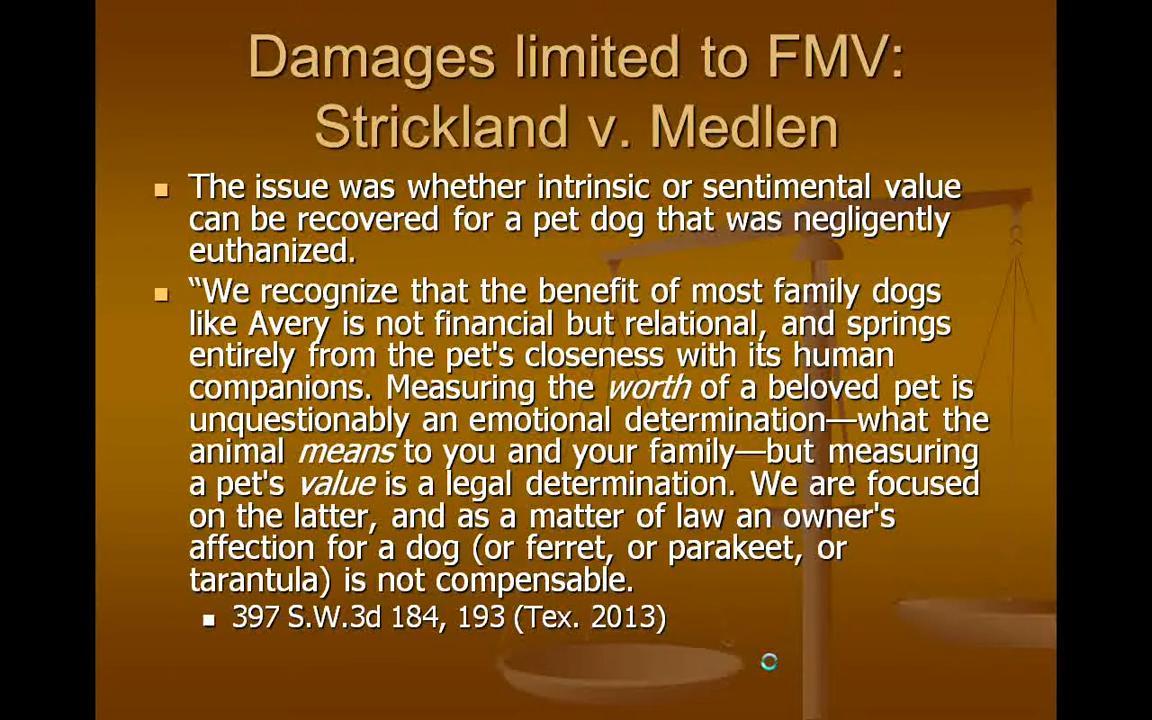 Damages limited to FMV:
Strickland v. Medlen
The issue was whether intrinsic or sentimental value
can be recovered for a pet dog that was negligently
euthanized.
“We recognize that the benefit of most family dogs
like Avery is not financial but relational, and springs
entirely from the pet's closeness with its human
companions. Measuring the worth of a beloved pet is
unquestionably an emotional determination—what the
animal means to you and your family—but measuring
a pet's value is a legal determination. We are focused
on the latter, and as a matter of law an owner's
affection for a dog (or ferret, or parakeet, or
tarantula) is not compensable.
397 S.W.3d 184, 193 (Tex. 2013)